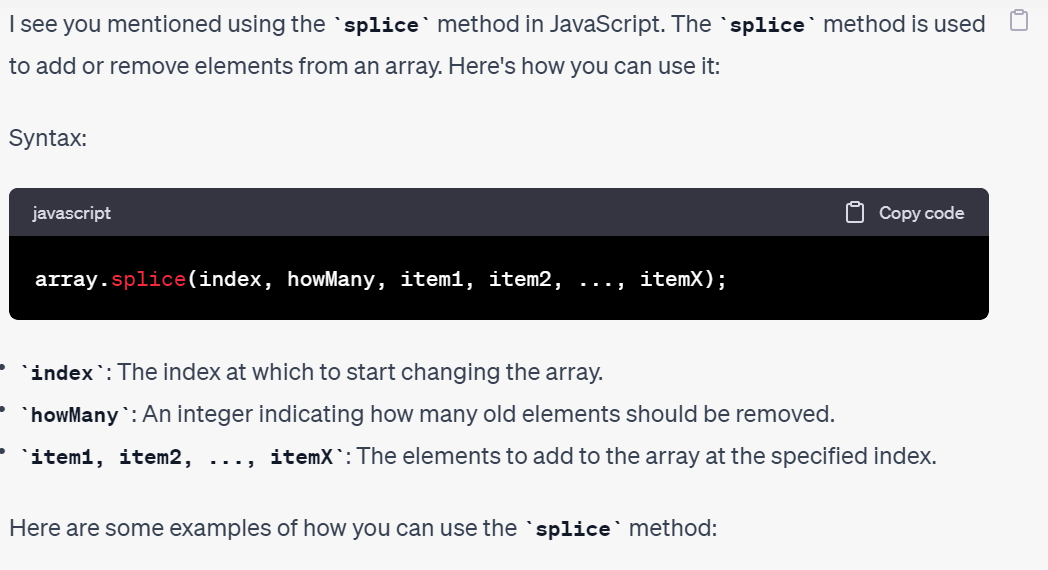 I see you mentioned using the `splice` method in JavaScript. The `splice` method is used
to add or remove elements from an array. Here's how you can use it:
Syntax:
javascript
Copy code
array.splice(index, howMany, item1, item2, ..., itemX);
• `index`: The index at which to start changing the array.
• `howMany`: An integer indicating how many old elements should be removed.
• `item1, item2, ..., itemX`: The elements to add to the array at the specified index.
Here are some examples of how you can use the `splice` method: